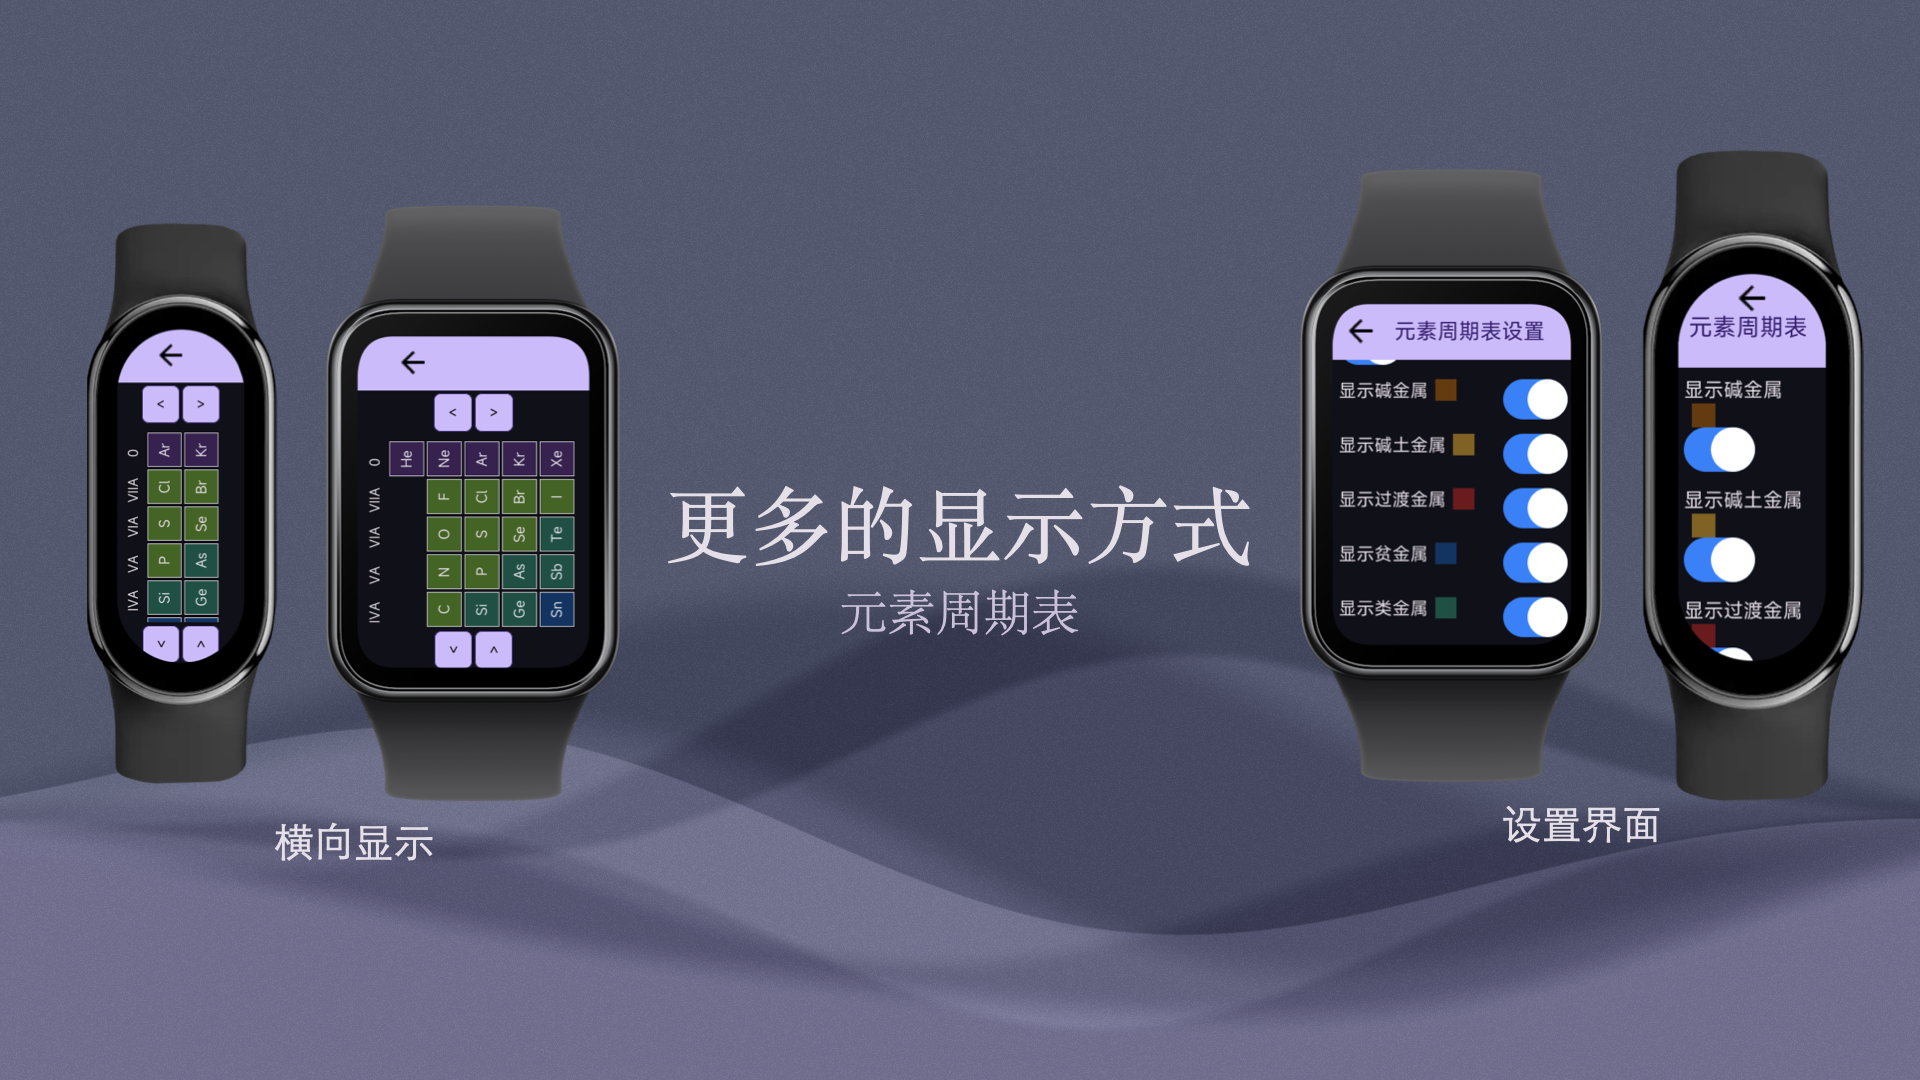 < >
0 Ar Kr
VIIA Cl Br
VIA S Se
VA P As
IVA Si Ge
< >
< >
0 He Ne Ar Kr Xe
VIIA F Cl Br I
VIA O S Se Te
VA N P As Sb
IVA C Si Ge Sn
< >
横向显示
更多的显示方式
元素周期表
元素周期表设置
显示碱金属
显示碱土金属
显示过渡金属
显示贫金属
显示类金属
元素周期表
显示碱金属
显示碱土金属
显示过渡金属
设置界面